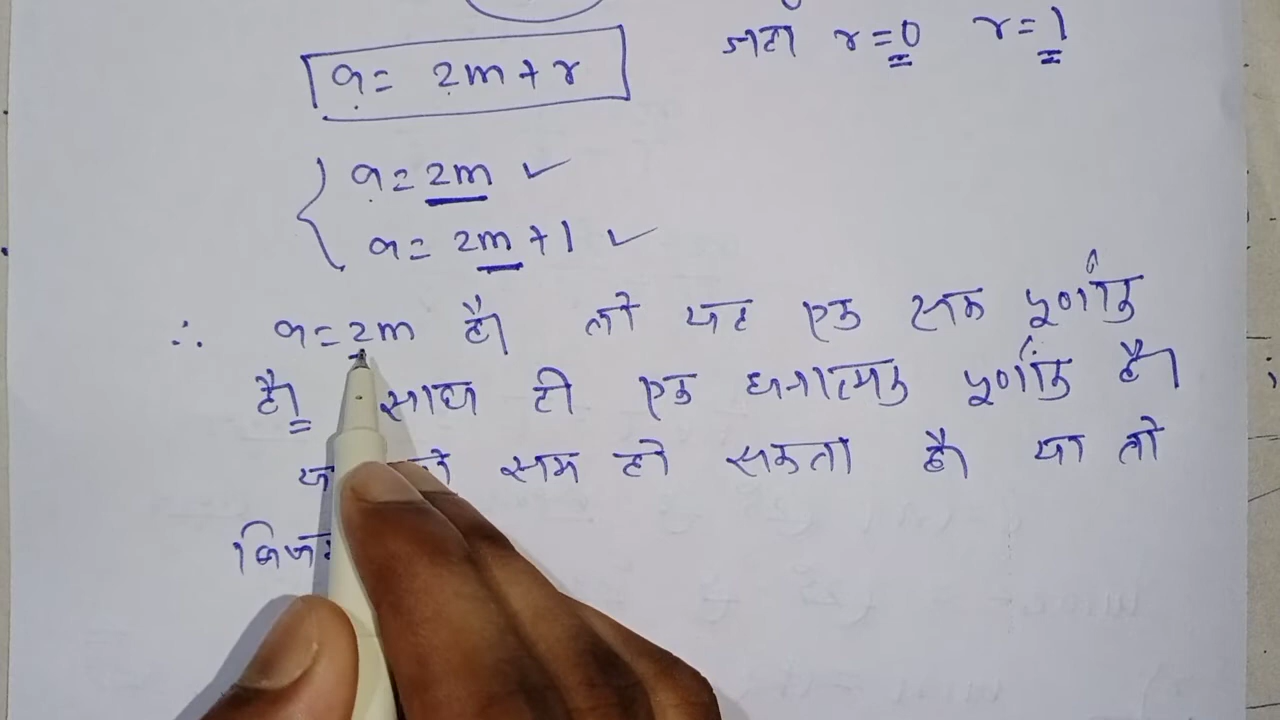 a = 2m + r जहाँ r = 0 r = 1
a = 2m ✓
a = 2m + 1 ✓
∴ a = 2m है। तो यह एक सम पूर्णांक
है। साथ ही एक धनात्मक पूर्णांक है।
सम हो सकता है। या तो